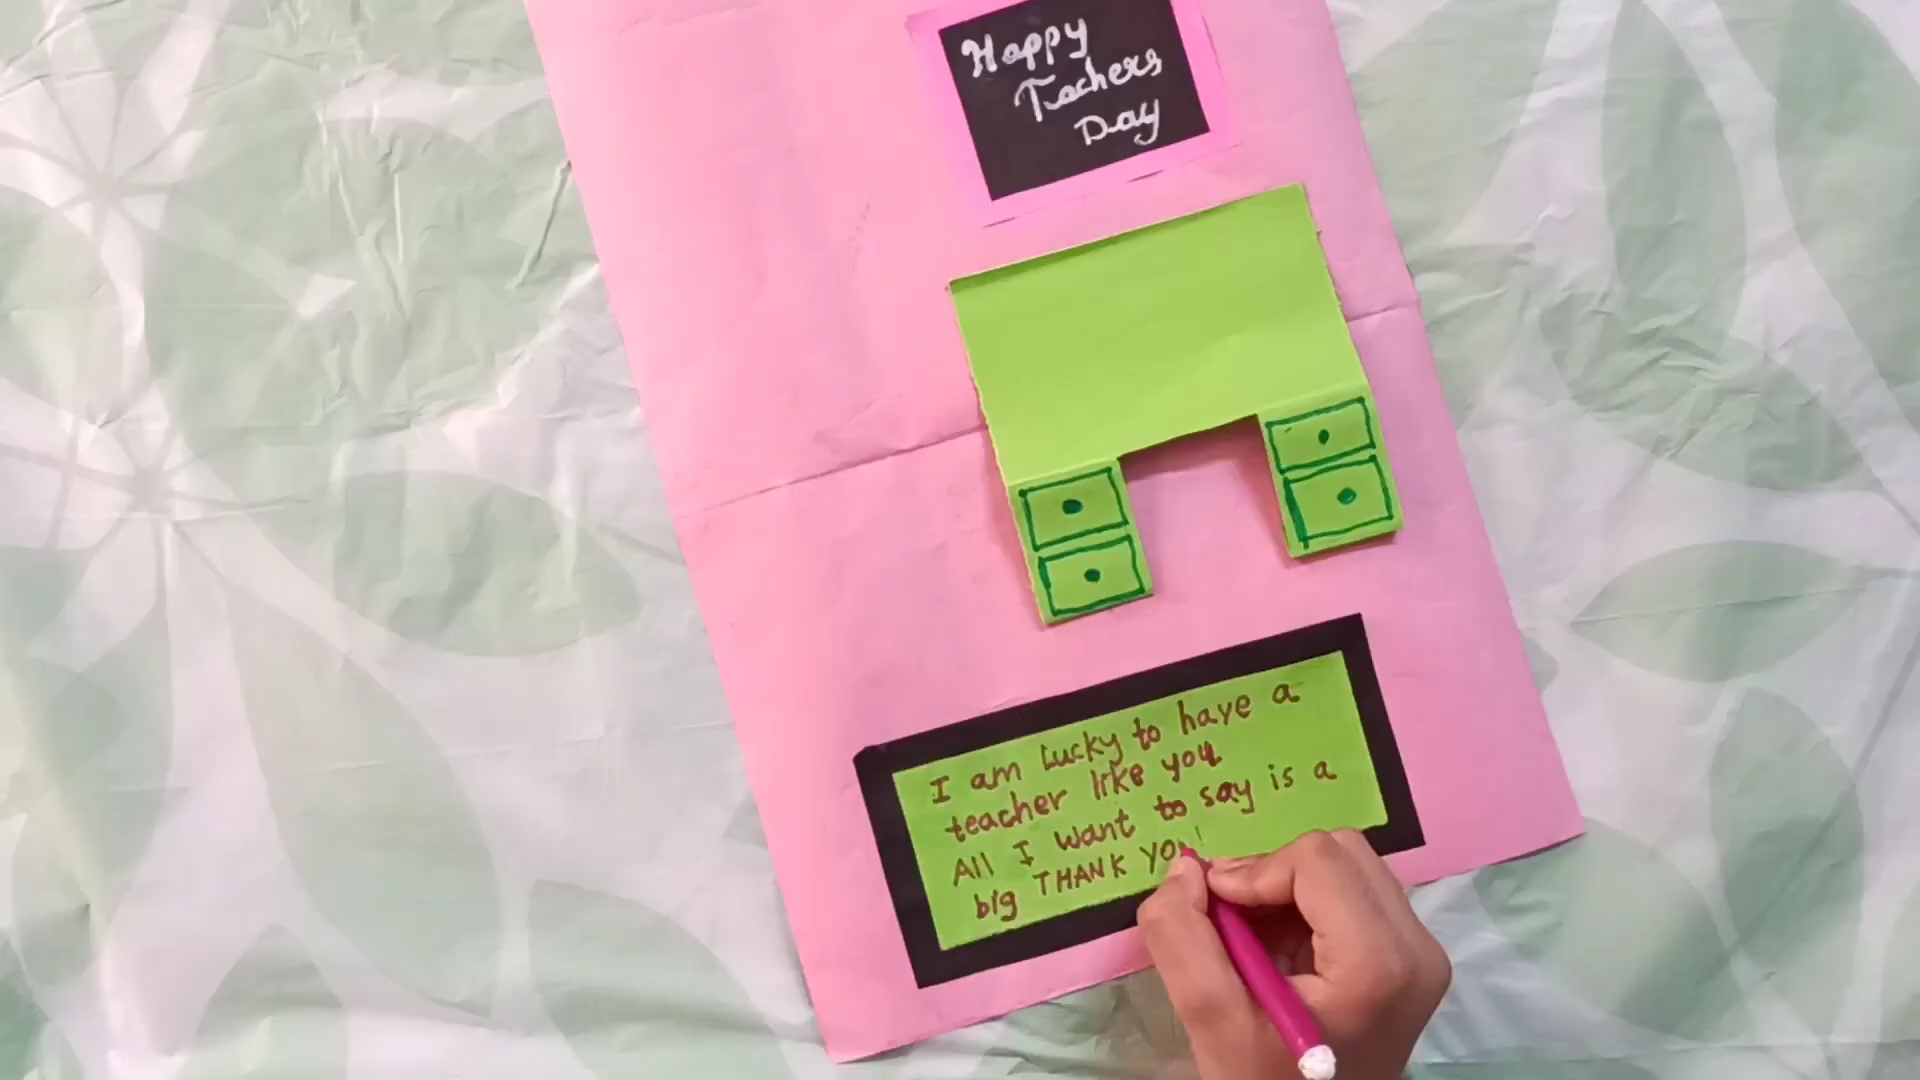 Happy
Teachers
Day
I am Lucky to have a
teacher like you
All I want to say is a
big THANK YOU